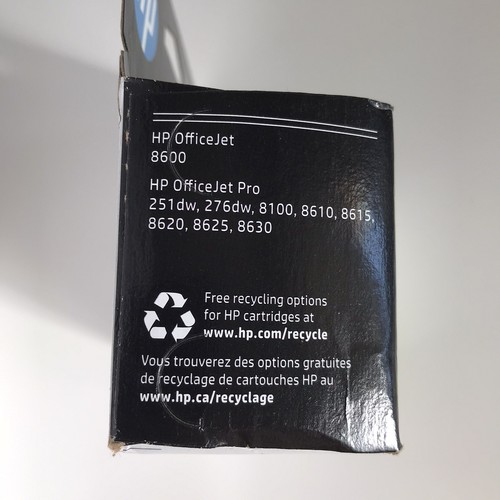 HP OfficeJet
8600
HP OfficeJet Pro
251dw, 276dw, 8100, 8610, 8615,
8620, 8625, 8630
Free recycling options
for HP cartridges at
www.hp.com/recycle
Vous trouverez des options gratuites
de recyclage de cartouches HP au
www.hp.ca/recyclage